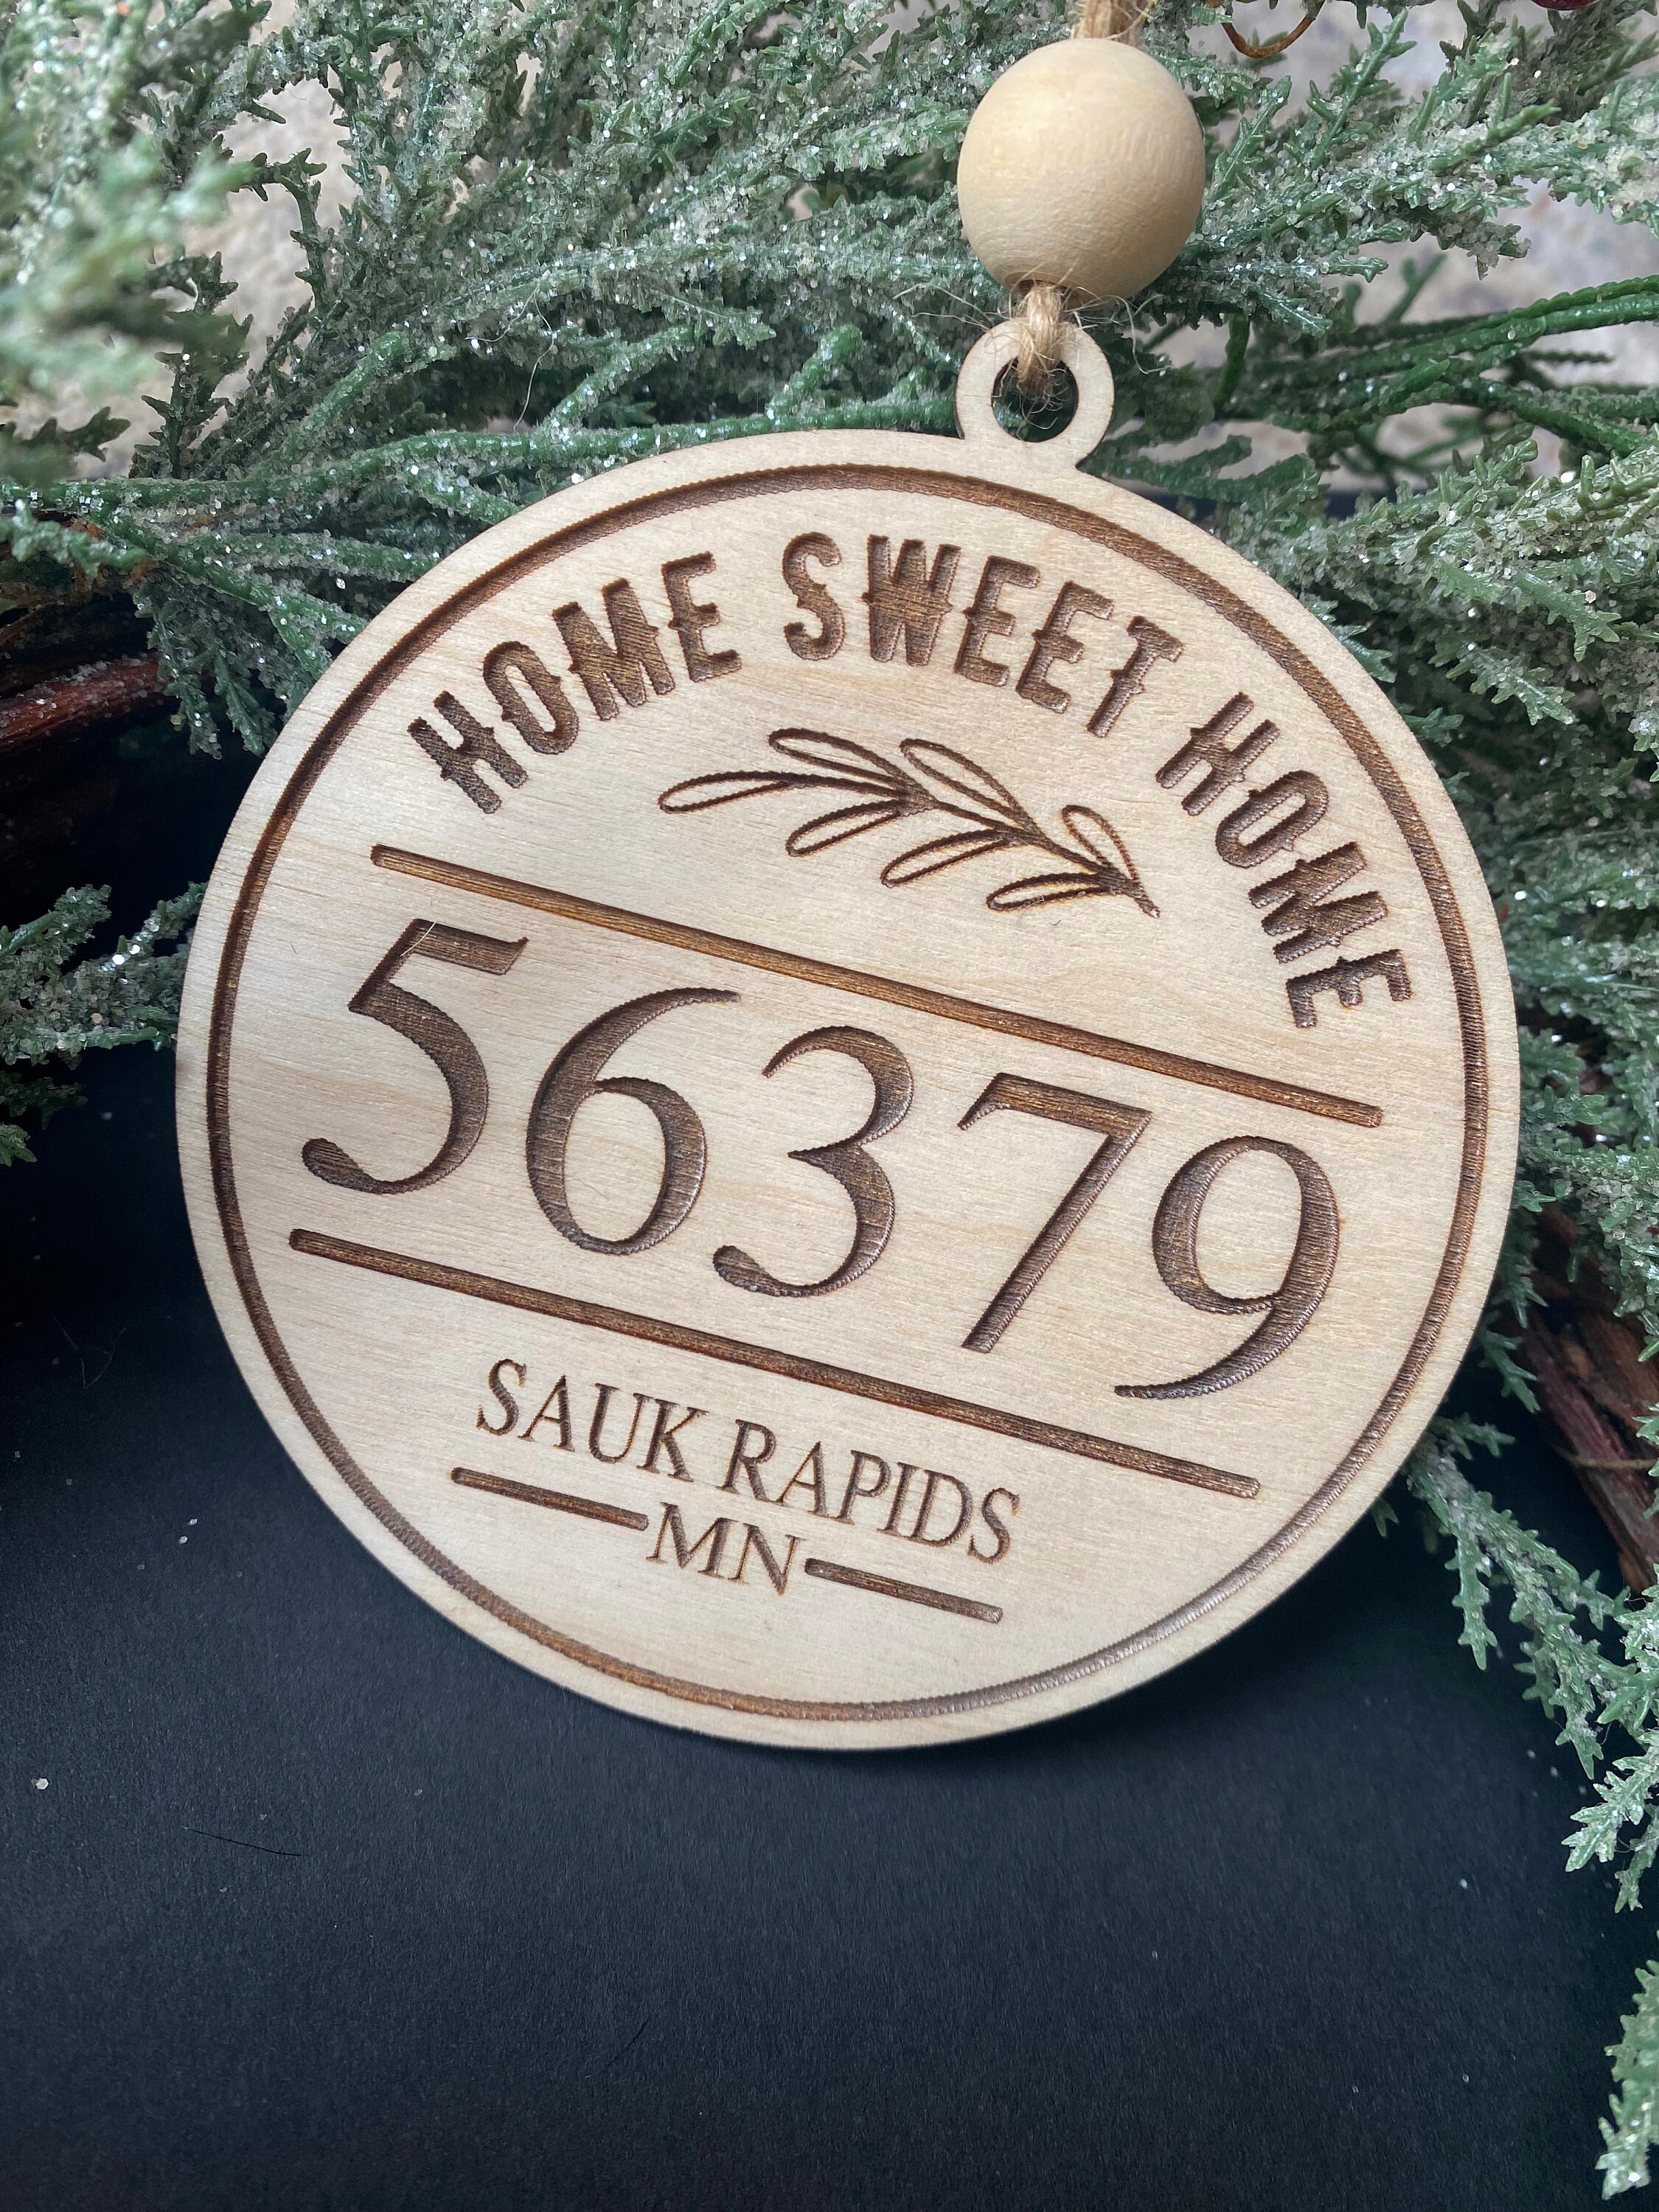 HOME SWEET HOME
56379
SAUK RAPIDS
MN